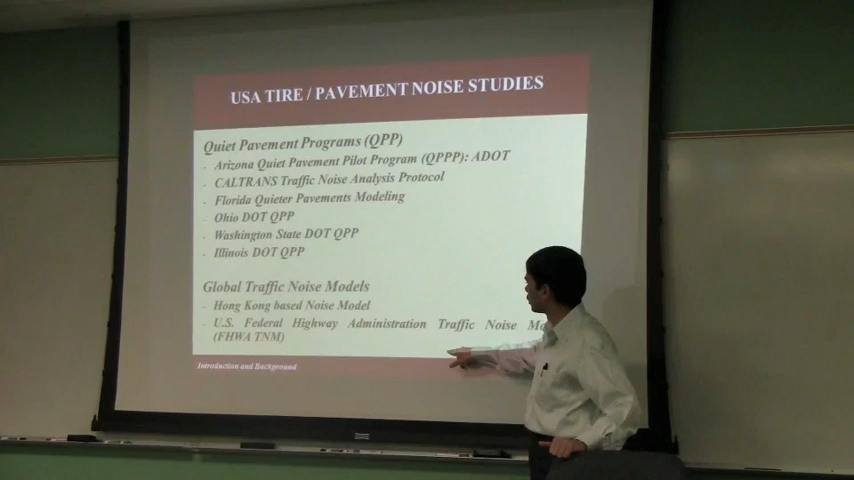 USA TIRE / PAVEMENT NOISE STUDIES
Quiet Pavement Programs (QPP)
- Arizona Quiet Pavement Pilot Program (QPPP): ADOT
- CALTRANS Traffic Noise Analysis Protocol
- Florida Quieter Pavements Modeling
- Ohio DOT QPP
- Washington State DOT QPP
- Illinois DOT QPP
Global Traffic Noise Models
- Hong Kong based Noise Model
- U.S. Federal Highway Administration Traffic Noise
(FHWA TNM)
Introduction and Background